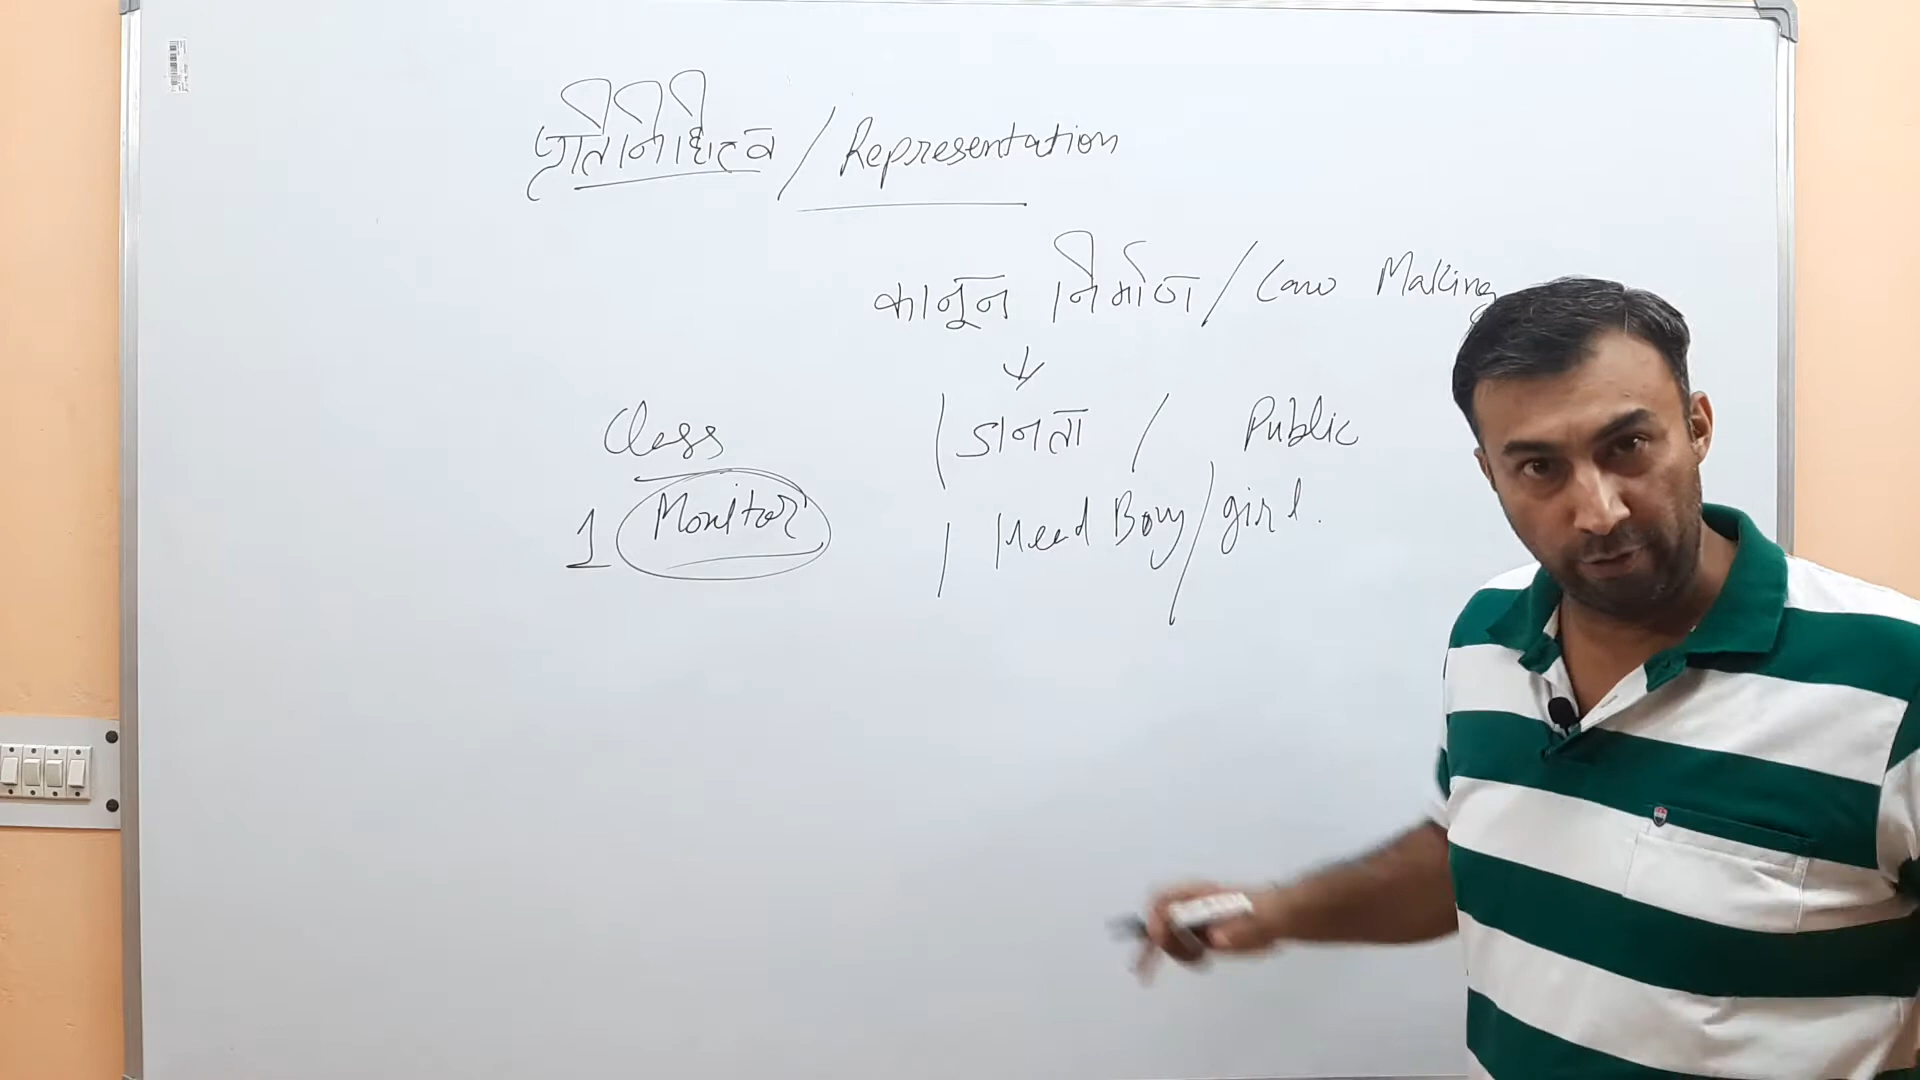 प्रतिनिधित्व / Representation
कानून निर्माण / Law Making
Class
जनता / Public
1 Monitor
Head Boy/girl.